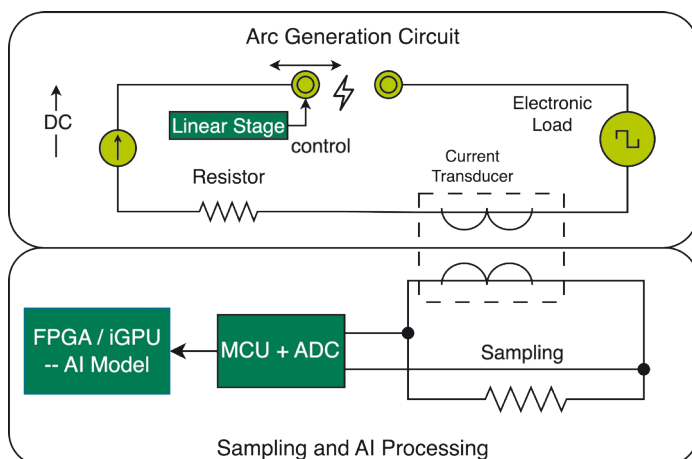 Arc Generation Circuit
DC
Linear Stage
control
Electronic
Load
Resistor
Current
Transducer
FPGA / iGPU
-- AI Model
MCU + ADC
Sampling
Sampling and AI Processing